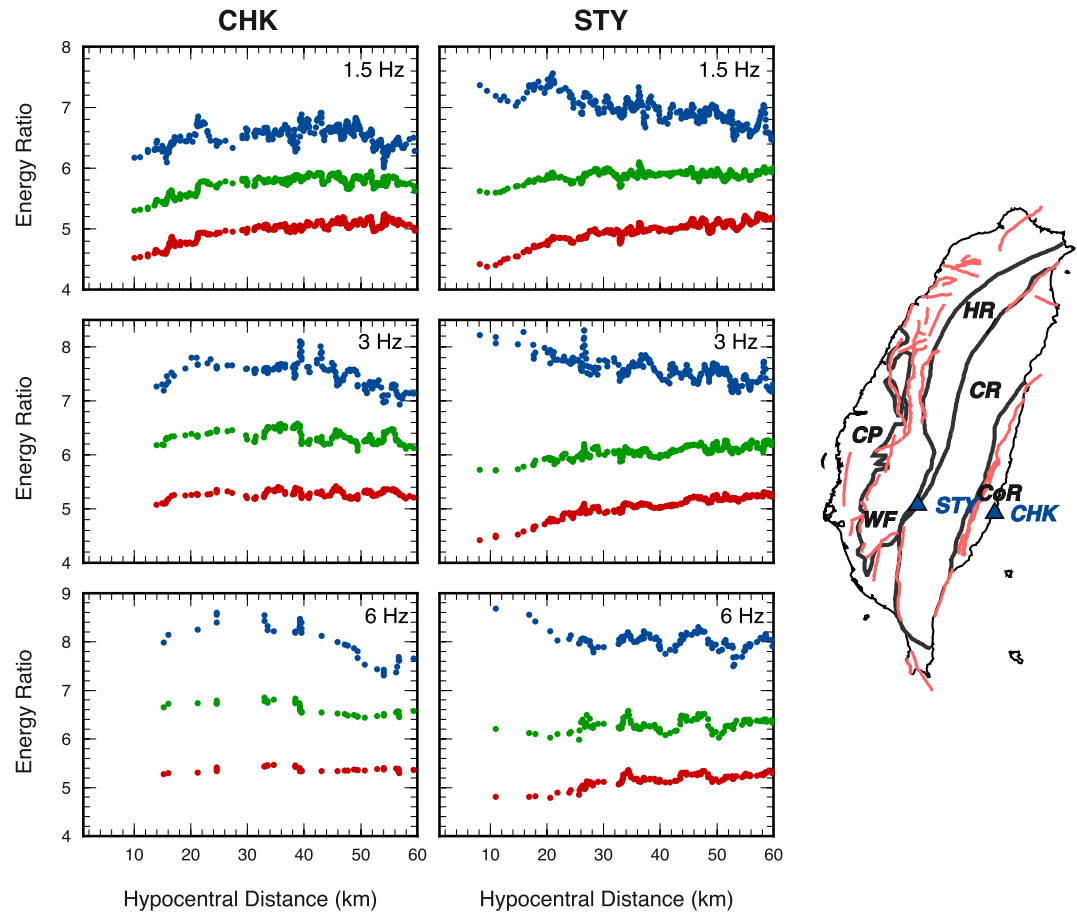 CHK STY
8
7
6
5
4
Energy Ratio
1.5 Hz
1.5 Hz
8
7
6
5
4
Energy Ratio
3 Hz
3 Hz
9
8
7
6
5
4
Energy Ratio
6 Hz
6 Hz
10 20 30 40 50 60
10 20 30 40 50 60
Hypocentral Distance (km)
Hypocentral Distance (km)
HR
CR
CP
CoR
STY
CHK
WF